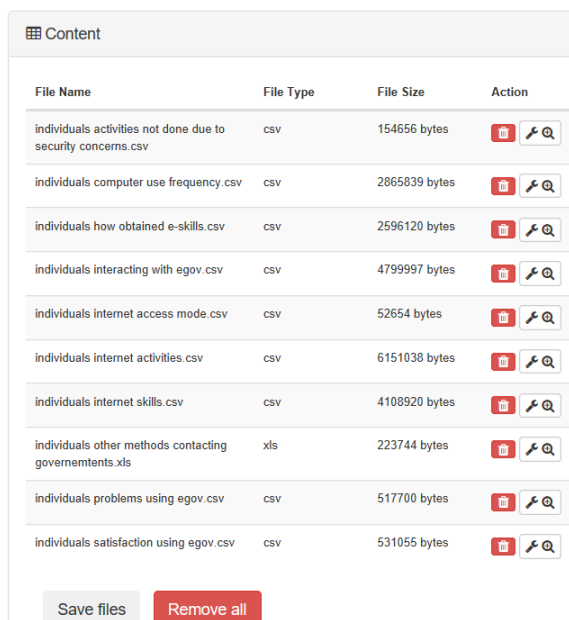 Content
File Name File Type File Size Action
individuals activities not done due to csv 154656 bytes
security concerns.csv
individuals computer use frequency.csv csv 2865839 bytes
individuals how obtained e-skills.csv csv 2596120 bytes
individuals interacting with egov.csv csv 4799997 bytes
individuals internet access mode.csv csv 52654 bytes
individuals internet activities.csv csv 6151038 bytes
individuals internet skills.csv csv 4108920 bytes
individuals other methods contacting xls 223744 bytes
governemtents.xls
individuals problems using egov.csv csv 517700 bytes
individuals satisfaction using egov.csv csv 531055 bytes
Save files Remove all